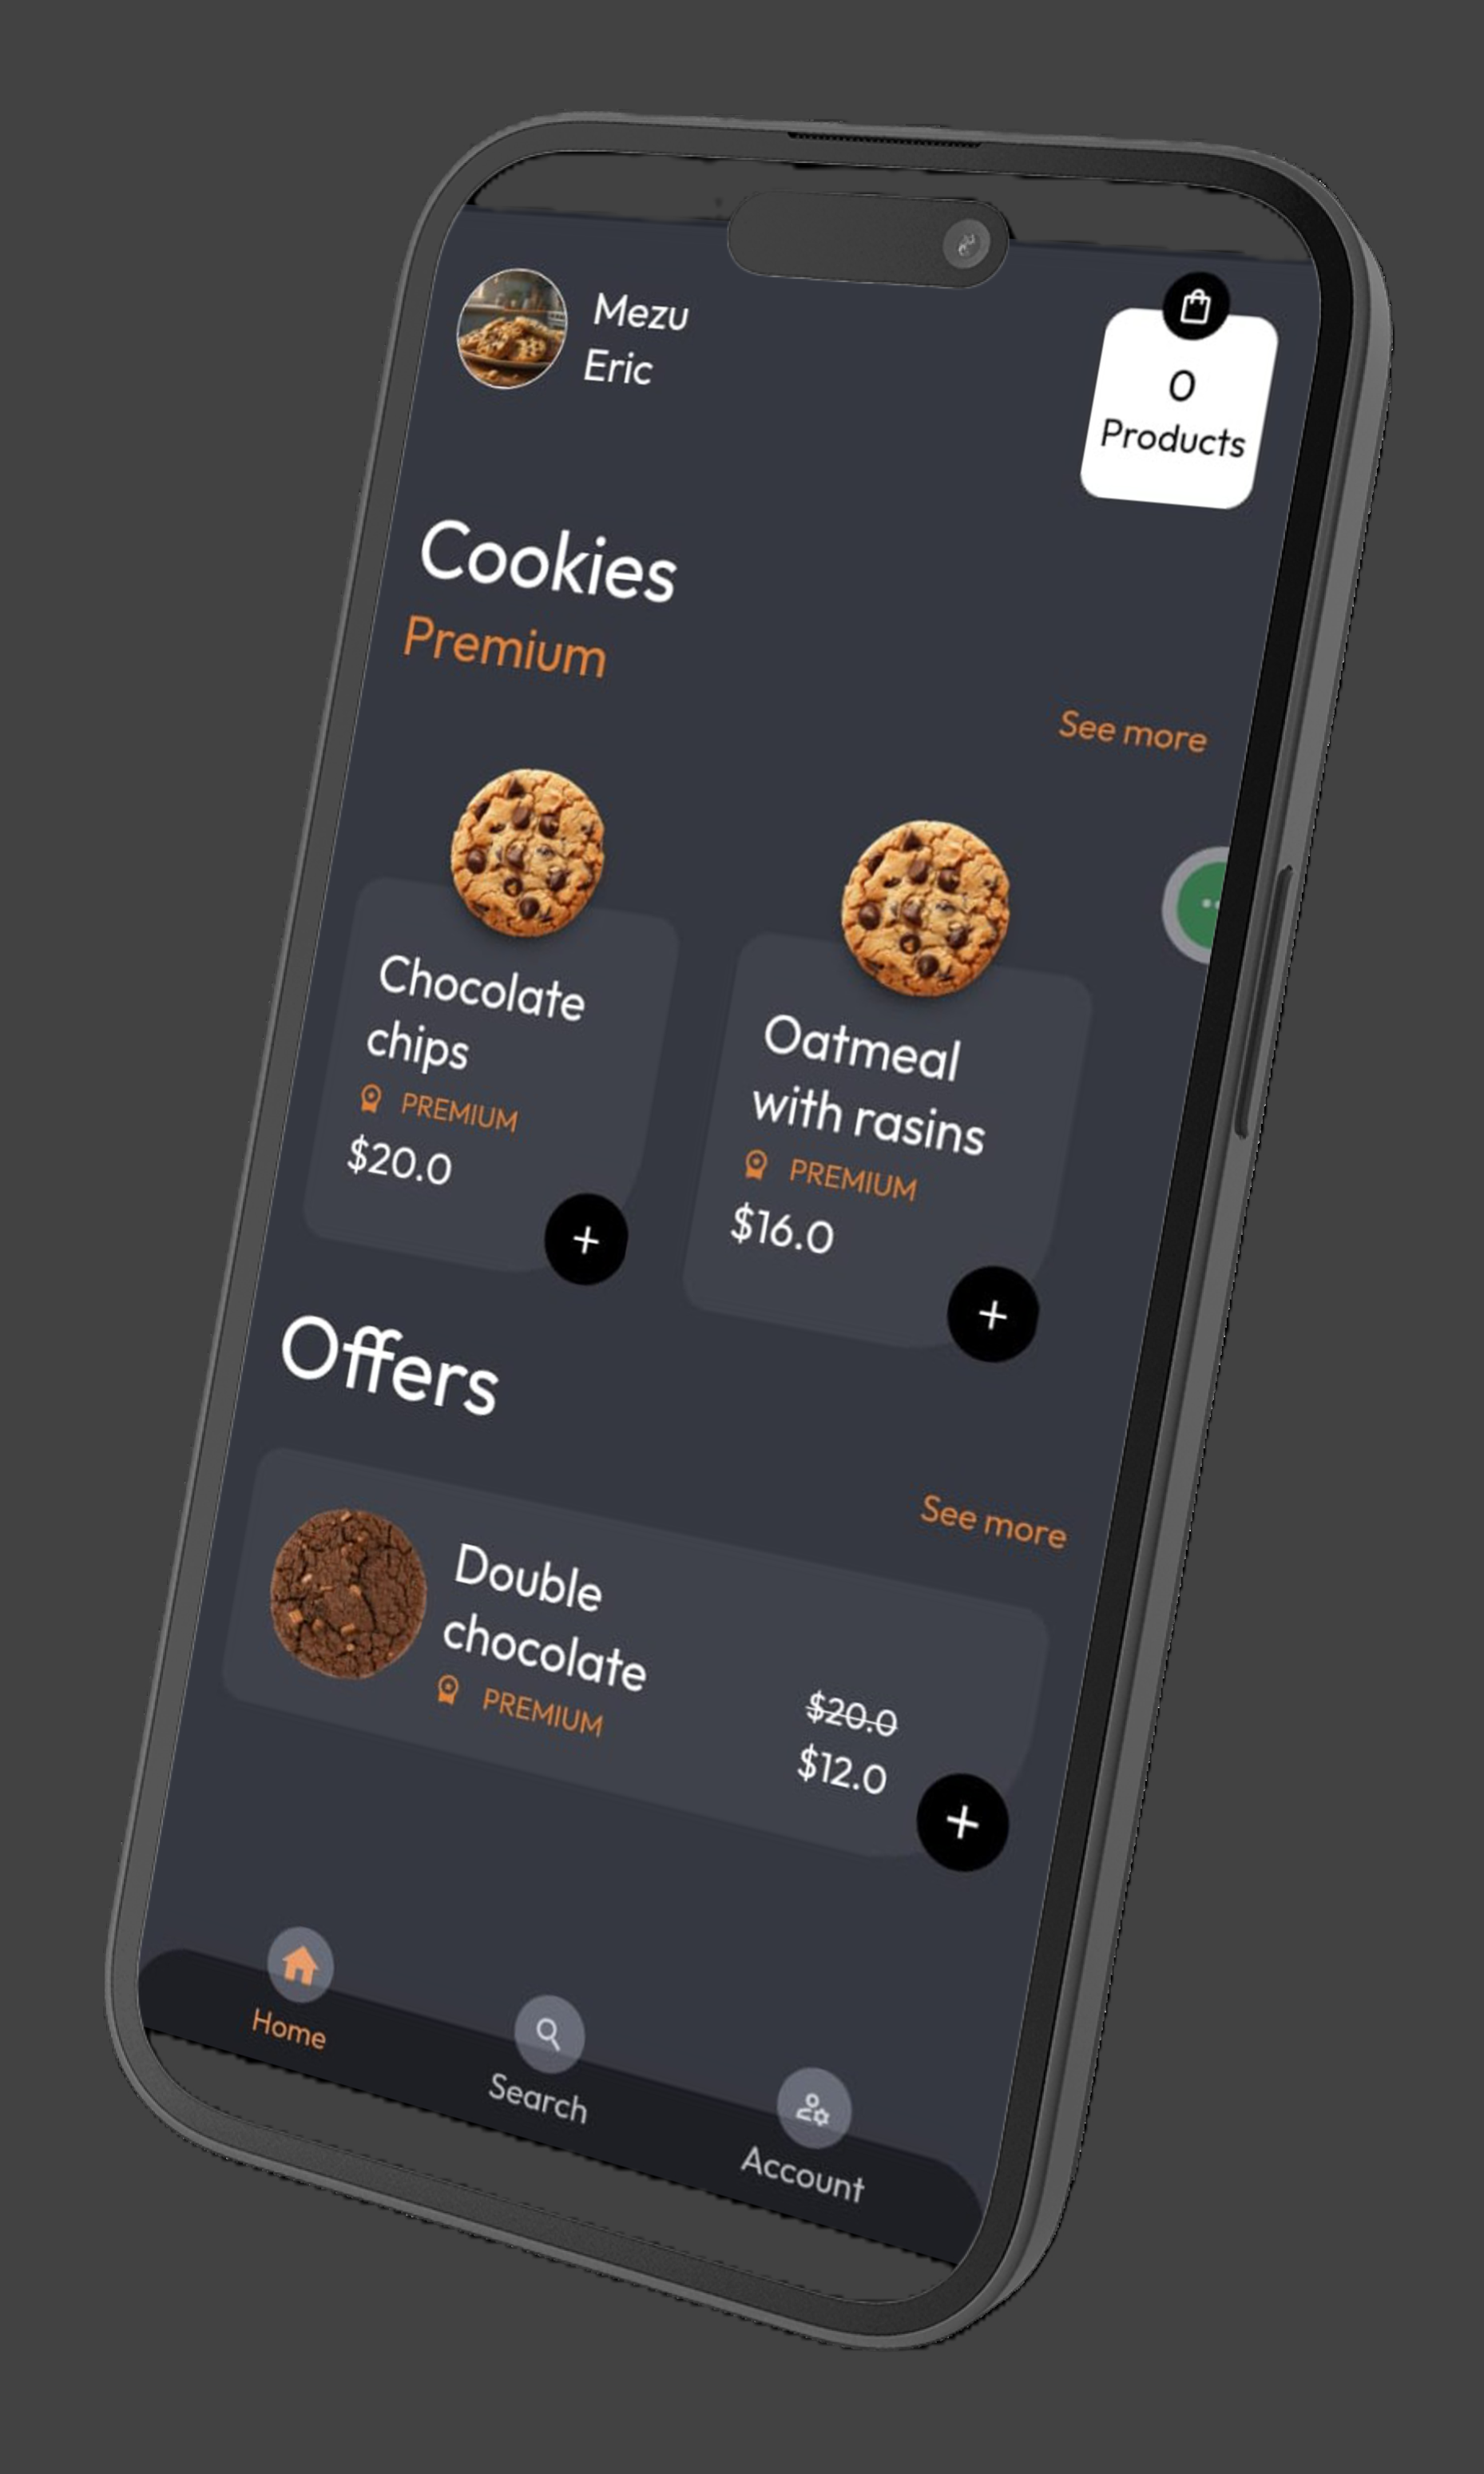 Mezu
Eric
0
Products
Cookies
Premium
See more
Chocolate
chips
PREMIUM
$20.0
Oatmeal
with rasins
PREMIUM
$16.0
Offers
See more
Double
chocolate
PREMIUM
$20.0
$12.0
Home
Search
Account